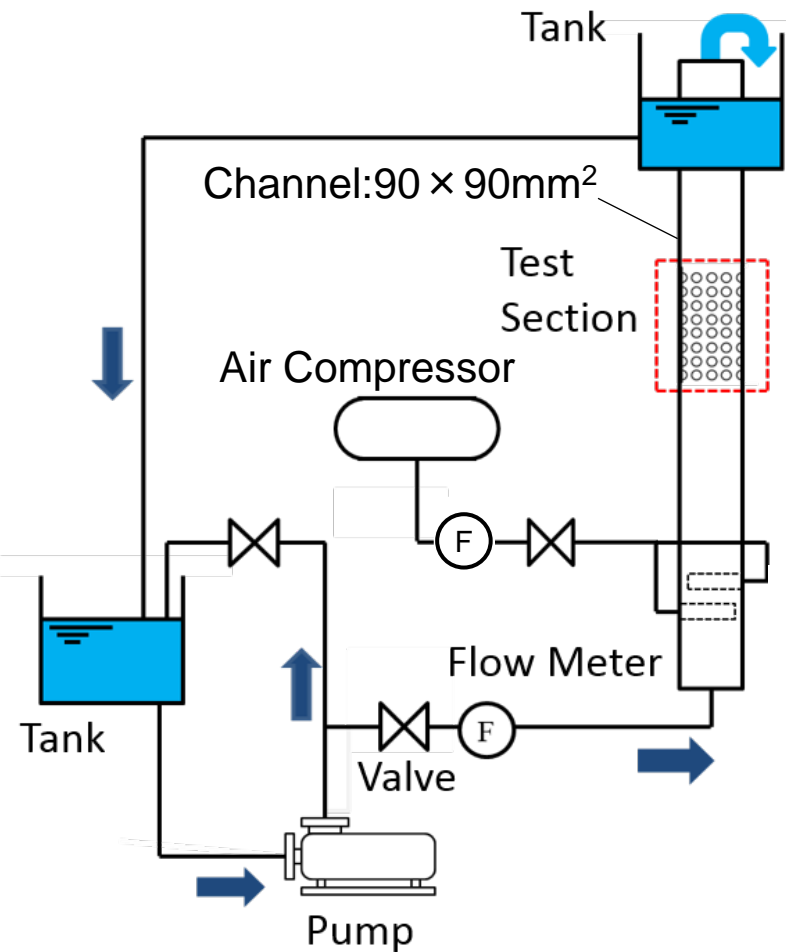 Tank
Channel:90×90mm²
Test
Section
Air Compressor
F
Flow Meter
F
Tank
Valve
Pump